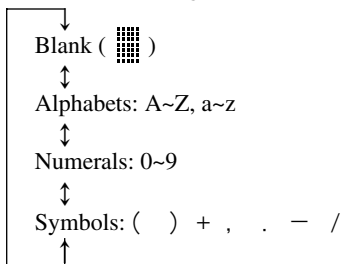 Blank ( )
Alphabets: A~Z, a~z
Numerals: 0~9
Symbols: ( ) + , . − /